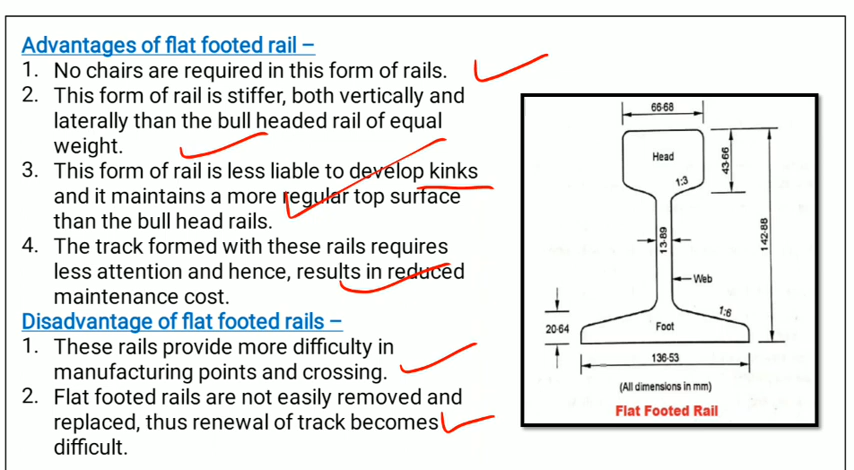 Advantages of flat footed rail –
1. No chairs are required in this form of rails.
2. This form of rail is stiffer, both vertically and
laterally than the bull headed rail of equal
weight.
3. This form of rail is less liable to develop kinks
and it maintains a more regular top surface
than the bull head rails.
4. The track formed with these rails requires
less attention and hence, results in reduced
maintenance cost.
Disadvantage of flat footed rails –
1. These rails provide more difficulty in
manufacturing points and crossing.
2. Flat footed rails are not easily removed and
replaced, thus renewal of track becomes
difficult.
66·68
Head
43·66
1:3
13·89
142·88
Web
1:6
20·64
Foot
136·53
(All dimensions in mm)
Flat Footed Rail